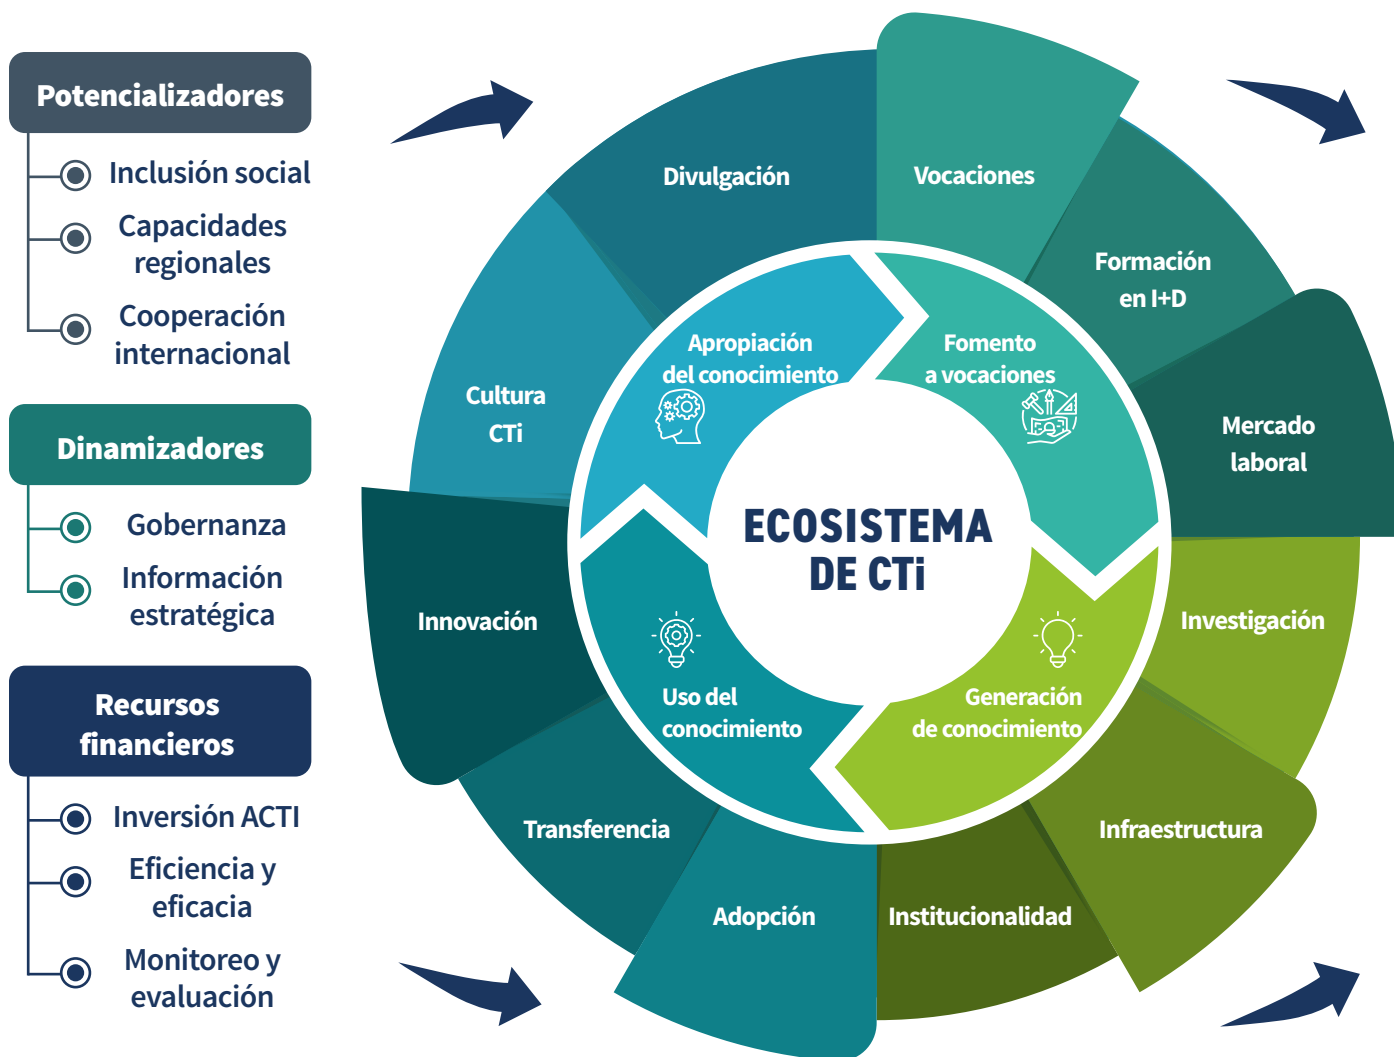 Potencializadores
Inclusión social
Capacidades
regionales
Cooperación
internacional
Dinamizadores
Gobernanza
Información
estratégica
Recursos
financieros
Inversión ACTI
Eficiencia y
eficacia
Monitoreo y
evaluación
Divulgación
Vocaciones
Formación
en I+D
Mercado
laboral
Investigación
Infraestructura
Institucionalidad
Adopción
Transferencia
Innovación
Cultura
CTi
Apropiación
del conocimiento
Fomento
a vocaciones
Generación
de conocimiento
Uso del
conocimiento
ECOSISTEMA
DE CTi